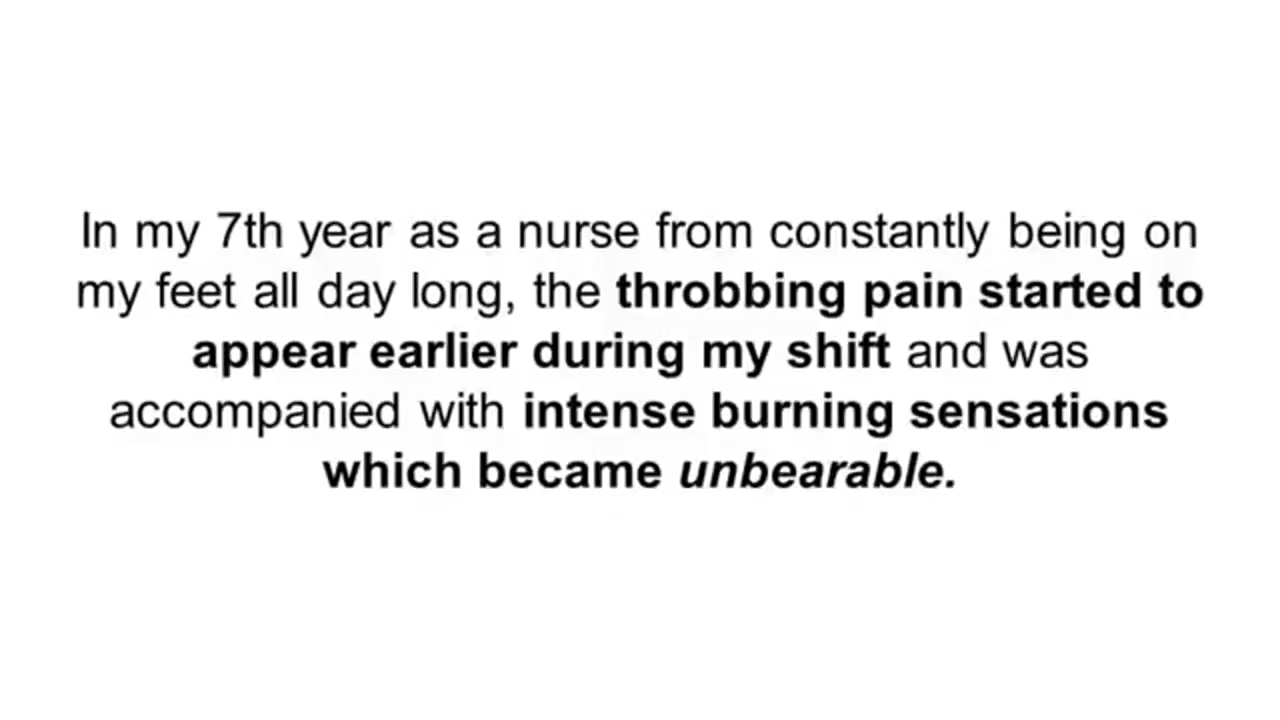 In my 7th year as a nurse from constantly being on
my feet all day long, the throbbing pain started to
appear earlier during my shift and was
accompanied with intense burning sensations
which became unbearable.